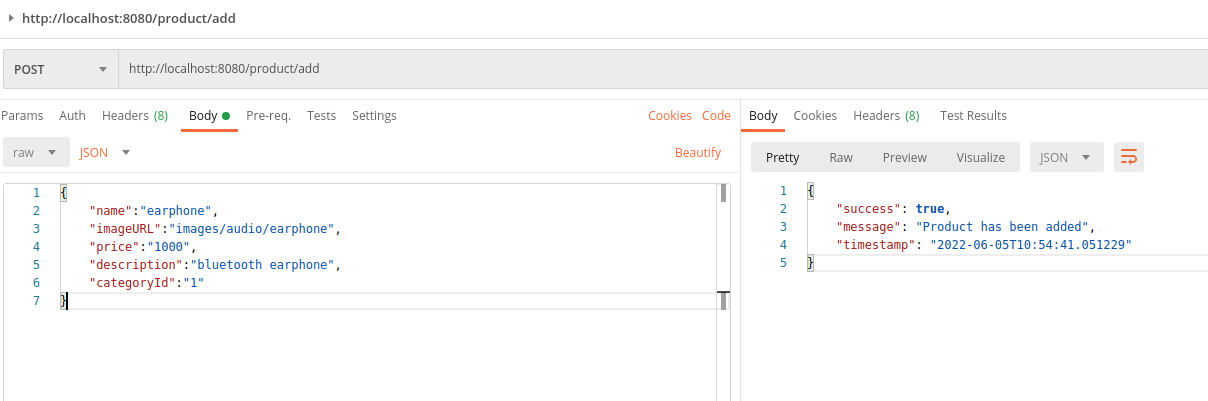 http://localhost:8080/product/add
POST http://localhost:8080/product/add
Params Auth Headers (8) Body Pre-req. Tests Settings Cookies Code
raw JSON Beautify
1 {
2 "name":"earphone",
3 "imageURL":"images/audio/earphone",
4 "price":"1000",
5 "description":"bluetooth earphone",
6 "categoryId":"1"
7 }
Body Cookies Headers (8) Test Results
Pretty Raw Preview Visualize JSON
1 {
2 "success": true,
3 "message": "Product has been added",
4 "timestamp": "2022-06-05T10:54:41.051229"
5 }